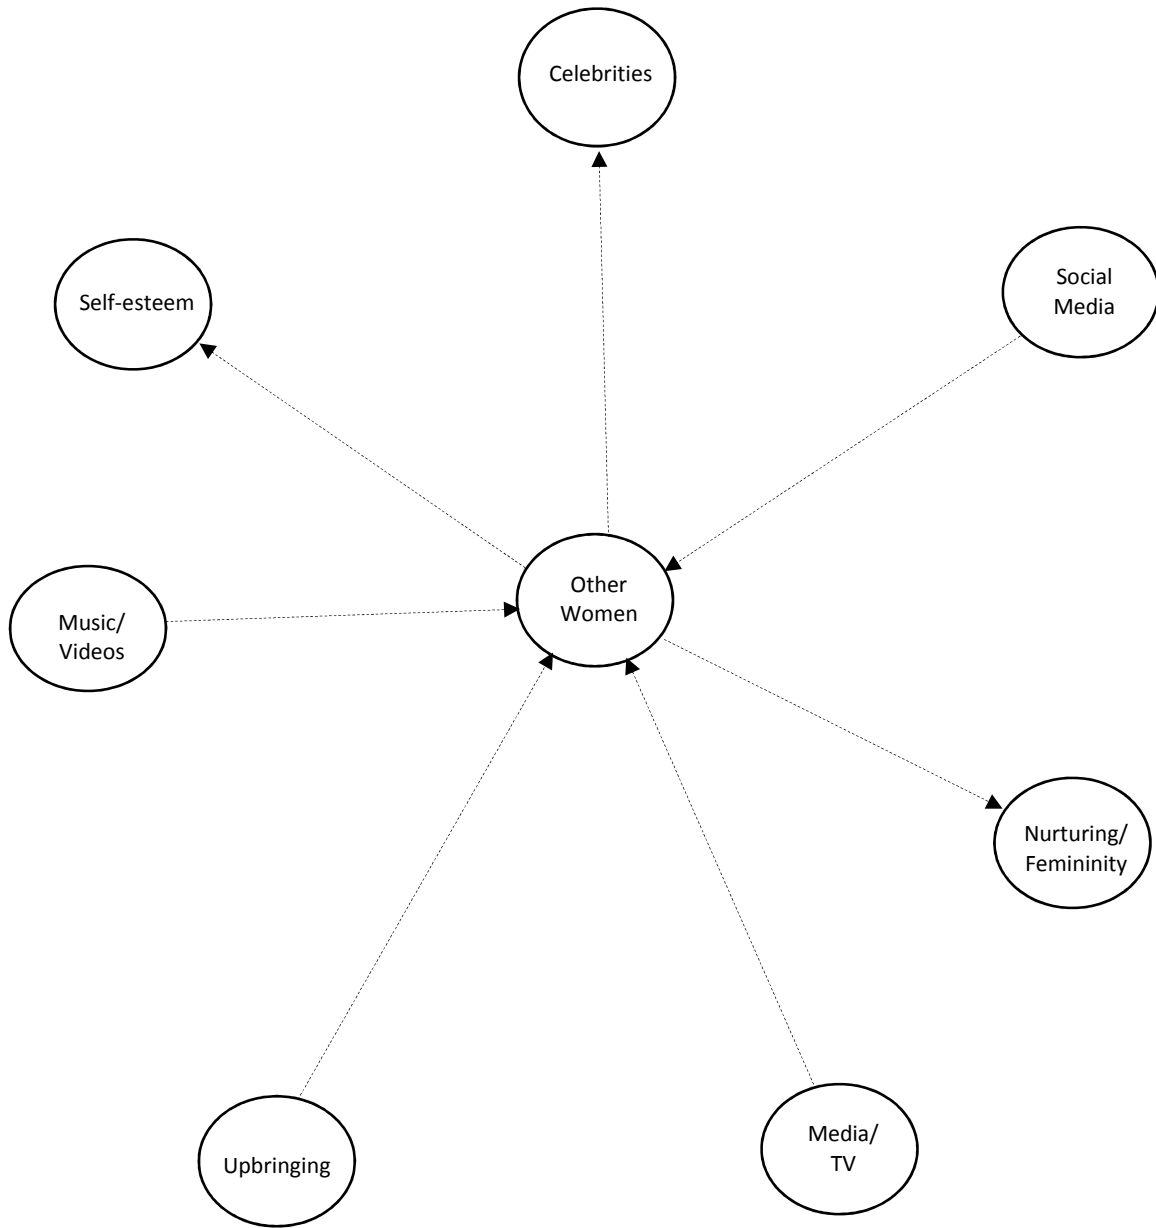 Celebrities
Self-esteem
Social
Media
Other
Women
Music/
Videos
Nurturing/
Femininity
Upbringing
Media/
TV